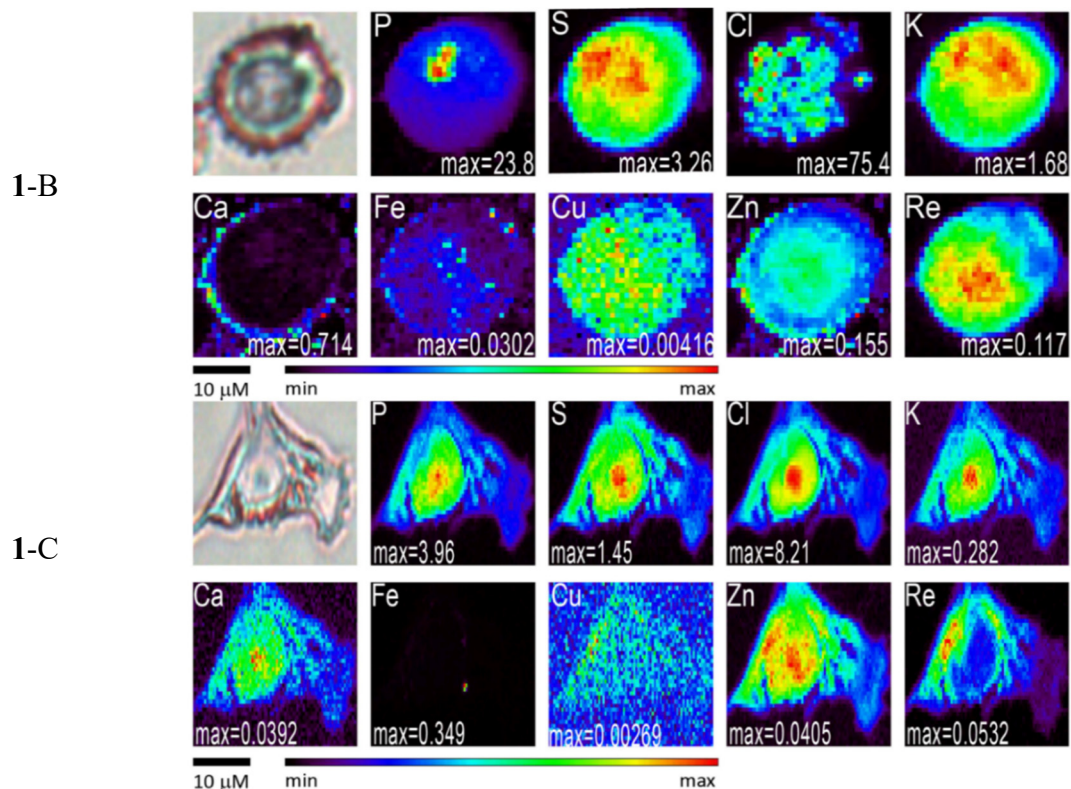 P S Cl K
max=23.8 max=3.26 max=75.4 max=1.68
1-B
Ca Fe Cu Zn Re
max=0.714 max=0.0302 max=0.00416 max=0.155 max=0.117
10 μM min max
P S Cl K
max=3.96 max=1.45 max=8.21 max=0.282
1-C
Ca Fe Cu Zn Re
max=0.0392 max=0.349 max=0.00269 max=0.0405 max=0.0532
10 μM min max